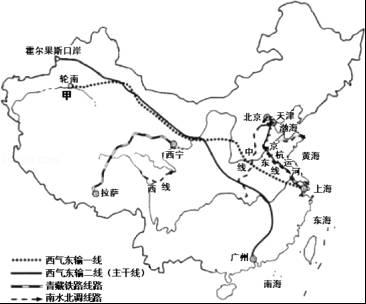 霍尔果斯口岸
轮南
甲
北京
天津
渤海
西宁
中
线
京
杭
运
河
东
线
黄海
拉萨
西
线
上海
东海
广州
南海
西气东输一线
西气东输二线（主干线）
青藏铁路线路
南水北调线路